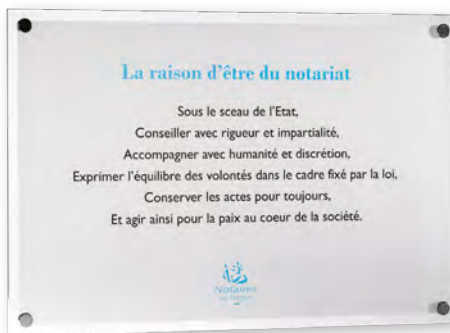 La raison d'être du notariat
Sous le sceau de l'Etat,
Conseiller avec rigueur et impartialité,
Accompagner avec humanité et discrétion,
Exprimer l'équilibre des volontés dans le cadre fixé par la loi,
Conserver les actes pour toujours,
Et agir ainsi pour la paix au coeur de la société.
Notaires